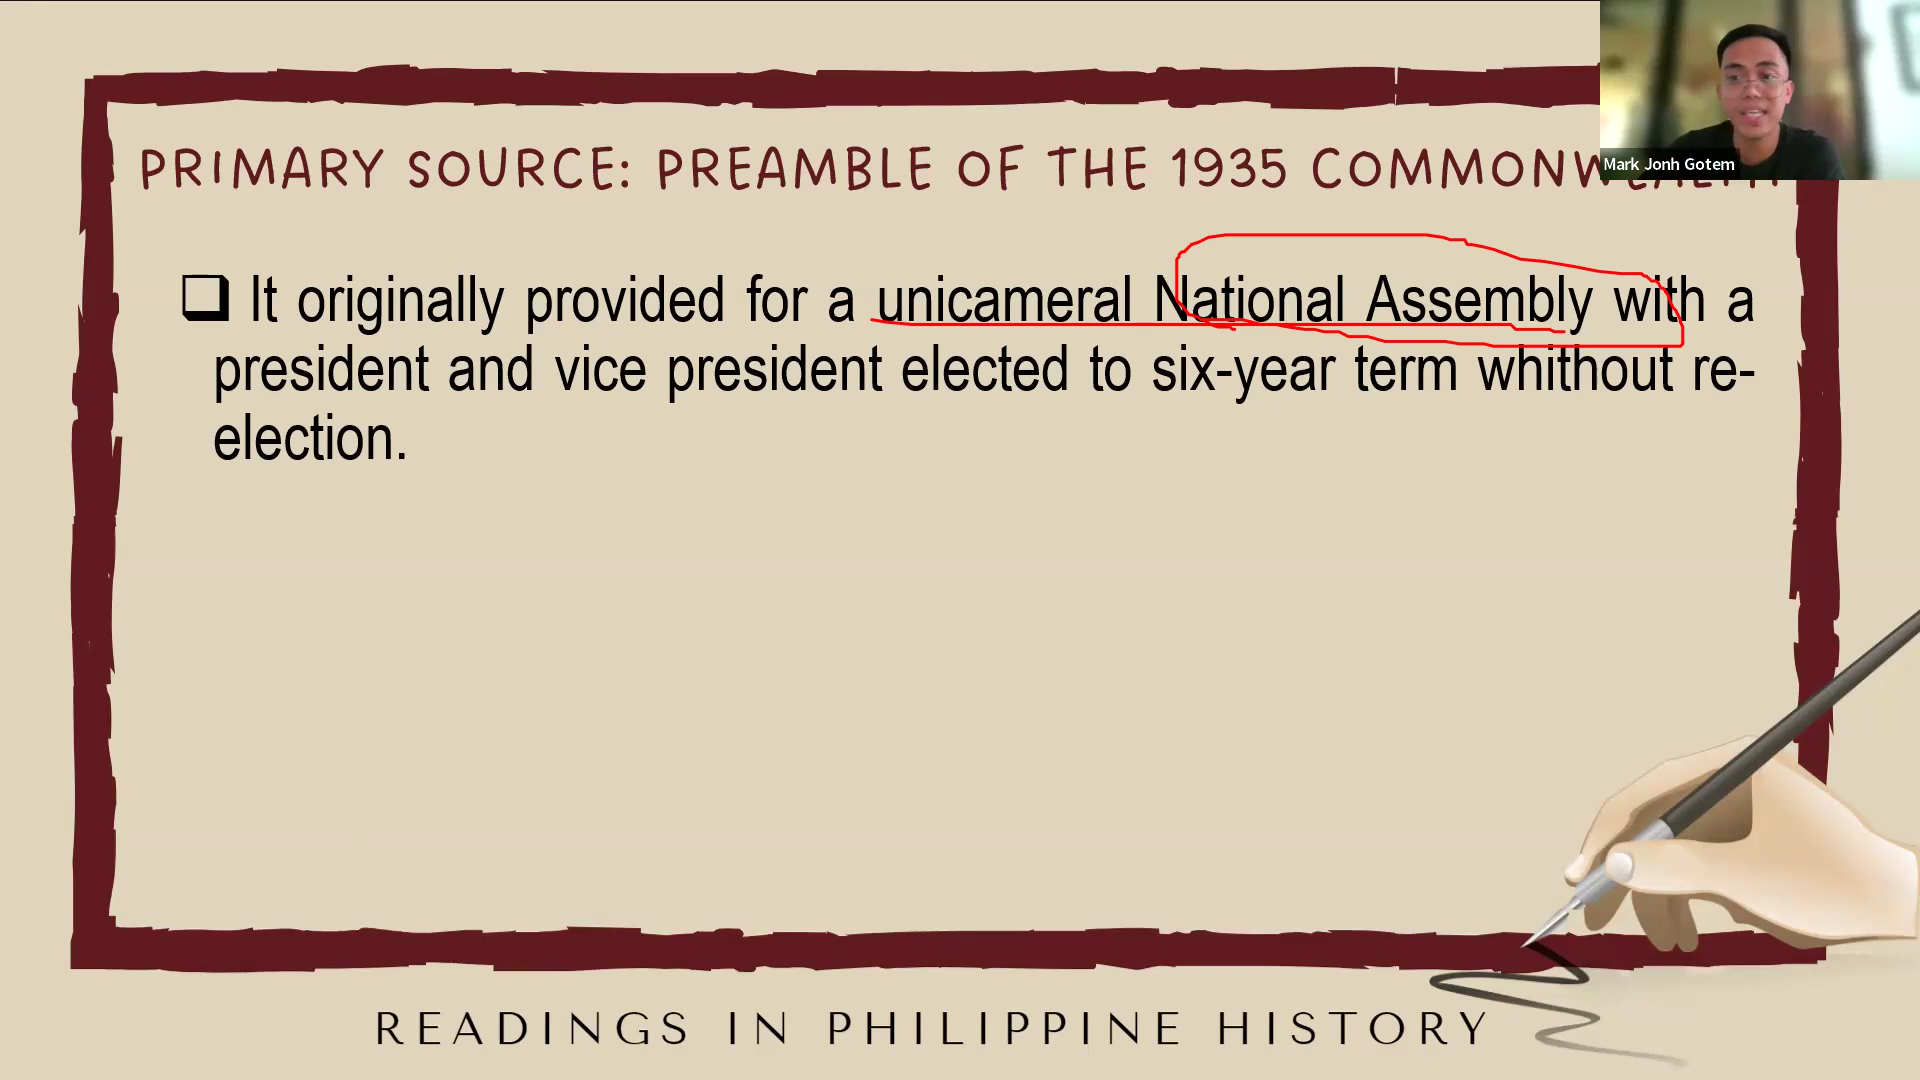 PRIMARY SOURCE: PREAMBLE OF THE 1935 COMMONWEALTH
Mark Jonh Gotem
❑ It originally provided for a unicameral National Assembly with a
president and vice president elected to six-year term whithout re-
election.
READINGS IN PHILIPPINE HISTORY